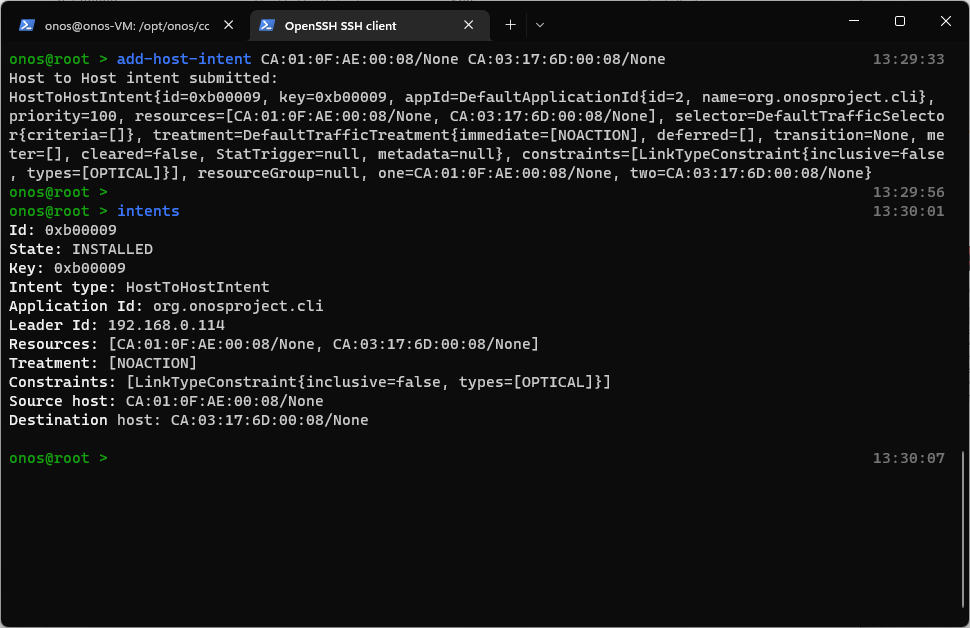 onos@onos-VM: /opt/onos/cc
OpenSSH SSH client
onos@root > add-host-intent CA:01:0F:AE:00:08/None CA:03:17:6D:00:08/None 13:29:33
Host to Host intent submitted:
HostToHostIntent{id=0xb00009, key=0xb00009, appId=DefaultApplicationId{id=2, name=org.onosproject.cli},
priority=100, resources=[CA:01:0F:AE:00:08/None, CA:03:17:6D:00:08/None], selector=DefaultTrafficSelecto
r{criteria=[]}, treatment=DefaultTrafficTreatment{immediate=[NOACTION], deferred=[], transition=None, me
ter=[], cleared=false, StatTrigger=null, metadata=null}, constraints=[LinkTypeConstraint{inclusive=false
, types=[OPTICAL]}], resourceGroup=null, one=CA:01:0F:AE:00:08/None, two=CA:03:17:6D:00:08/None}
onos@root > 13:29:56
onos@root > intents 13:30:01
Id: 0xb00009
State: INSTALLED
Key: 0xb00009
Intent type: HostToHostIntent
Application Id: org.onosproject.cli
Leader Id: 192.168.0.114
Resources: [CA:01:0F:AE:00:08/None, CA:03:17:6D:00:08/None]
Treatment: [NOACTION]
Constraints: [LinkTypeConstraint{inclusive=false, types=[OPTICAL]}]
Source host: CA:01:0F:AE:00:08/None
Destination host: CA:03:17:6D:00:08/None
onos@root > 13:30:07